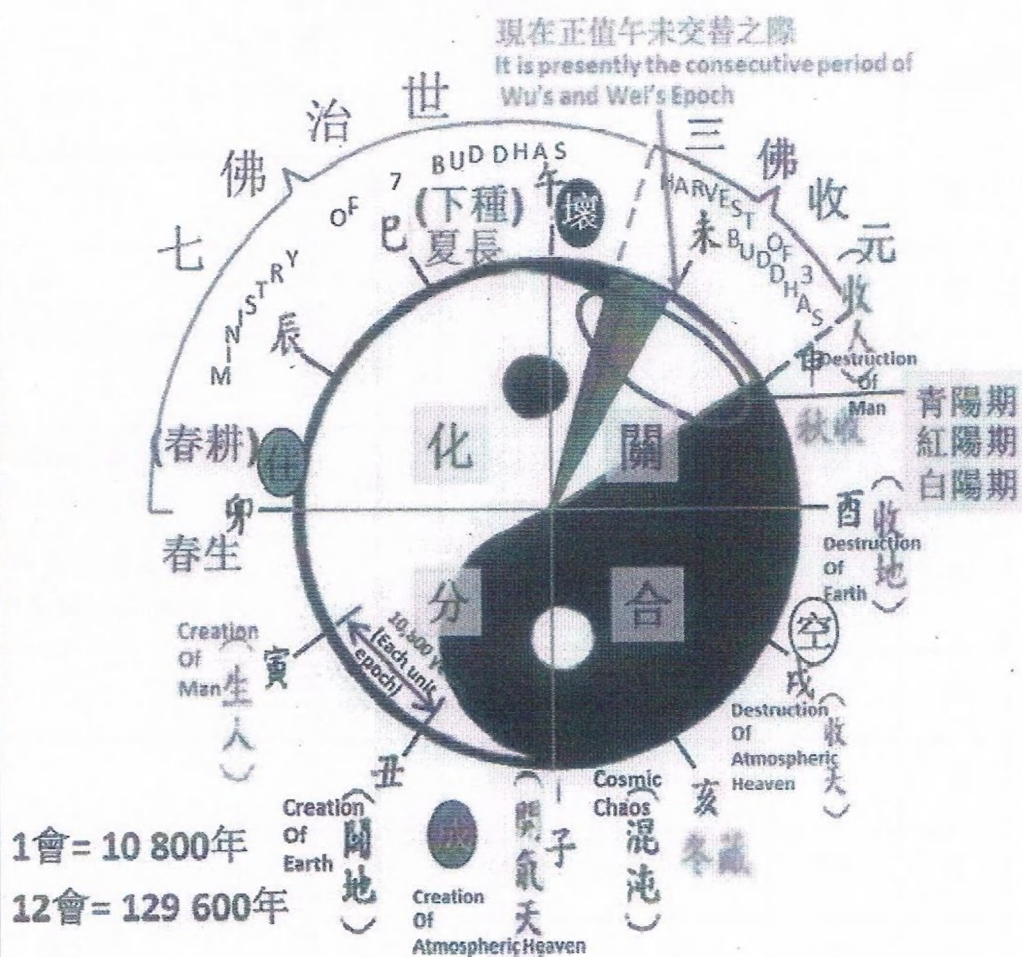 現在正值午未交替之際
It is presently the consecutive period of
Wu's and Wei's Epoch
七佛治世
三佛收元
MINISTRY OF 7 BUDDHAS
HARVEST OF 3 BUDDHAS
(下種)
夏長
午
壞
未
巳
辰
(收人)
申
Destruction
Of
Man
秋收
青陽期
紅陽期
白陽期
(春耕)
住
卯
春生
化
關
分
合
酉
(收地)
Destruction
Of
Earth
空
戌
(收天)
Destruction
Of
Atmospheric
Heaven
Creation
Of
Man
(生人)
寅
10,800 Y
(Each unit
epoch)
丑
Creation
Of
Earth
(闢地)
Creation
Of
Atmospheric Heaven
(開氣天)
子
Cosmic
Chaos
(混沌)
亥
冬藏
1會= 10 800年
12會= 129 600年